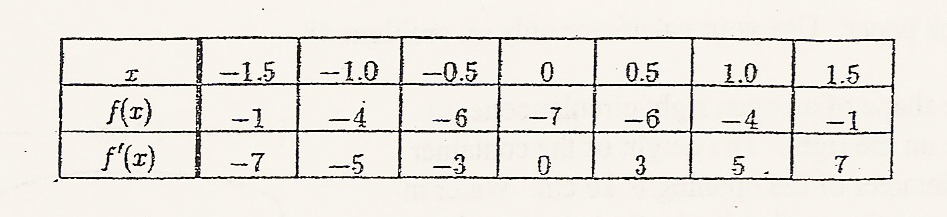 x −1.5 −1.0 −0.5 0 0.5 1.0 1.5
f(x) −1 −4 −6 −7 −6 −4 −1
f′(x) −7 −5 −3 0 3 5 7